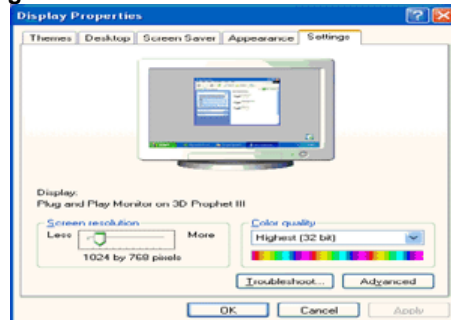 Display Properties
Themes Desktop Screen Saver Appearance Settings
Display:
Plug and Play Monitor on 3D Prophet III
Screen resolution
Color quality
Less More
Highest (32 bit)
1024 by 768 pixels
Troubleshoot... Advanced
OK Cancel Apply